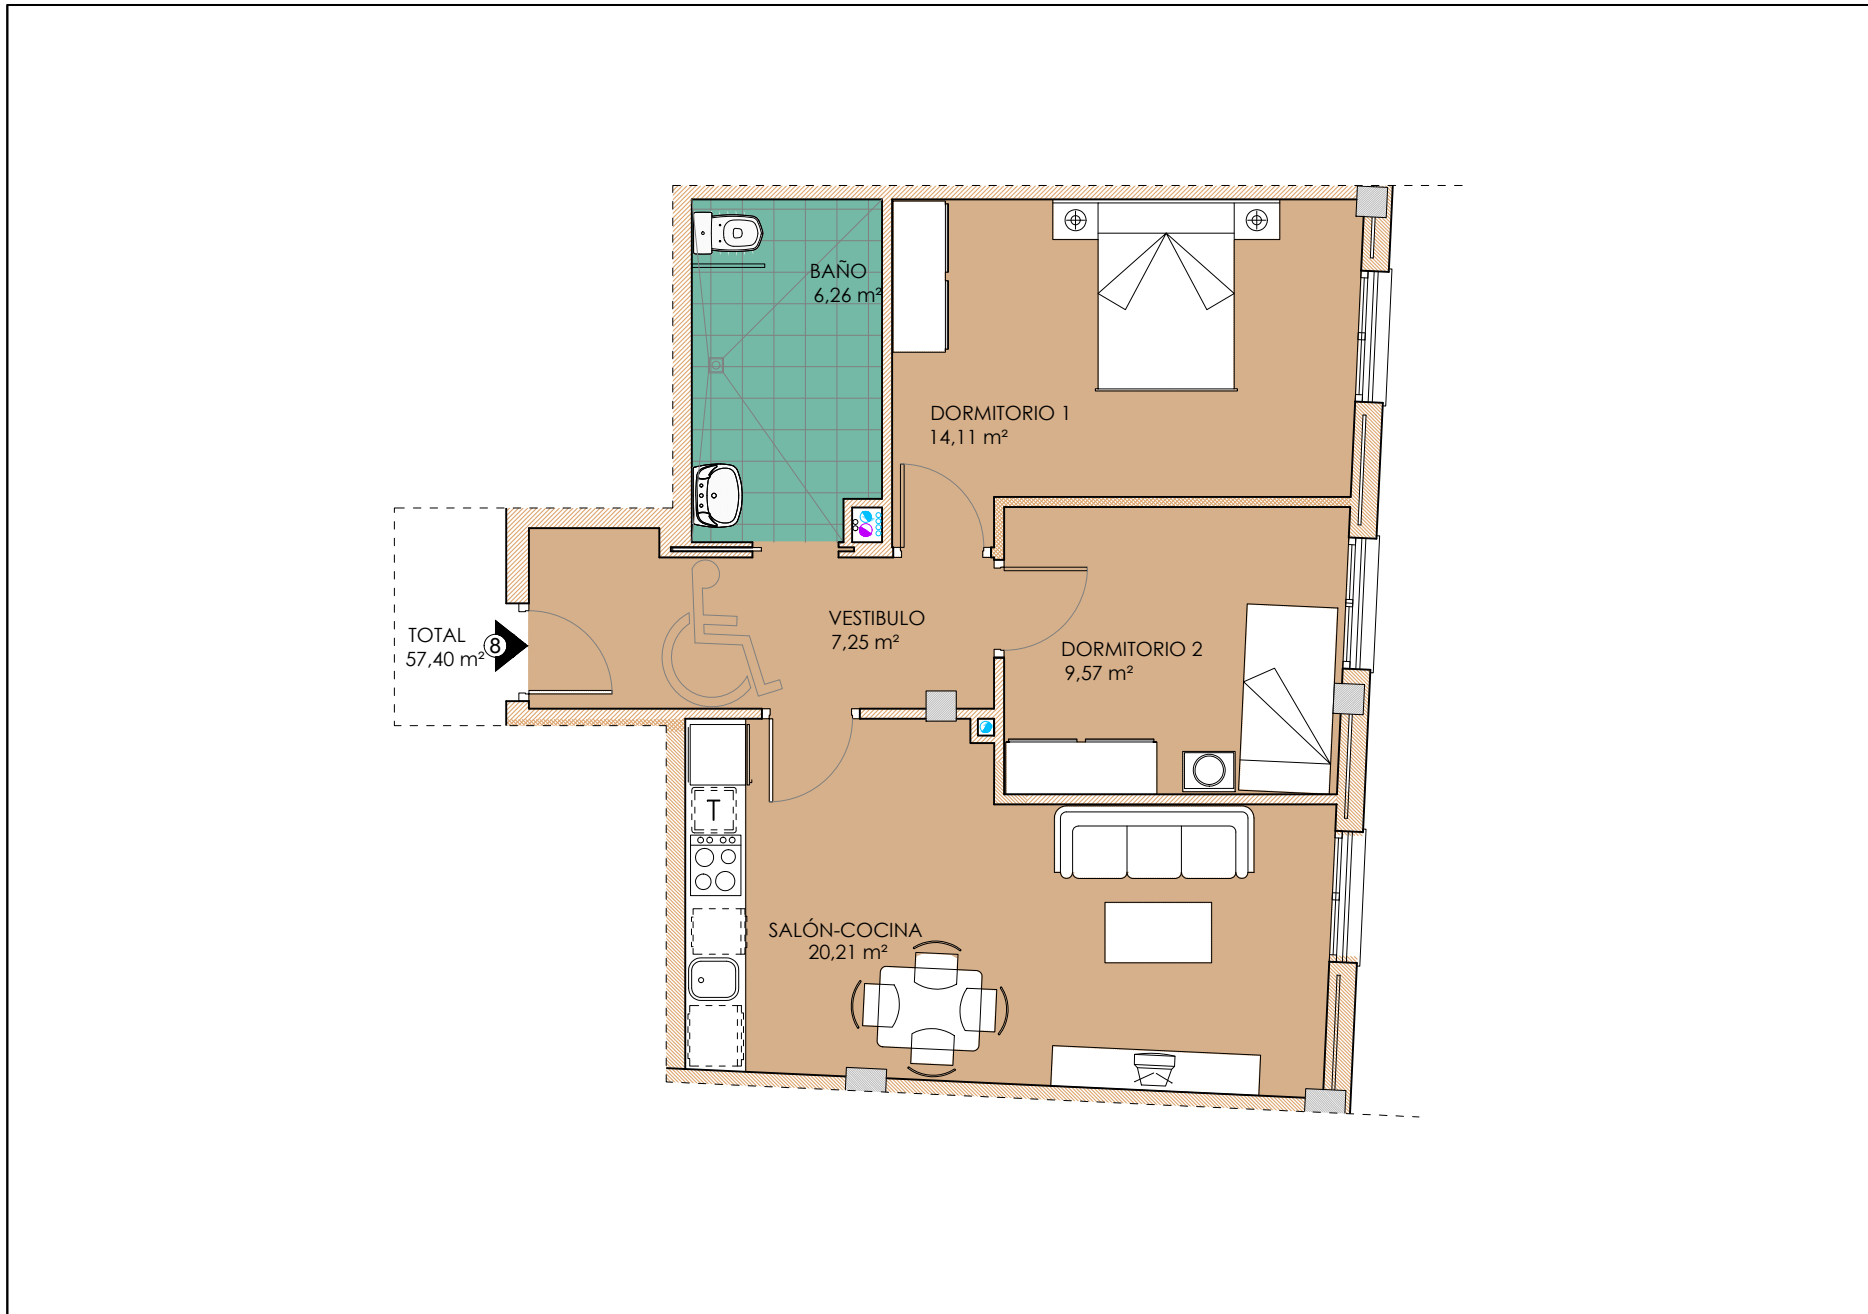 BAÑO
6,26 m²
DORMITORIO 1
14,11 m²
VESTIBULO
7,25 m²
TOTAL
57,40 m²
8
DORMITORIO 2
9,57 m²
T
SALÓN-COCINA
20,21 m²